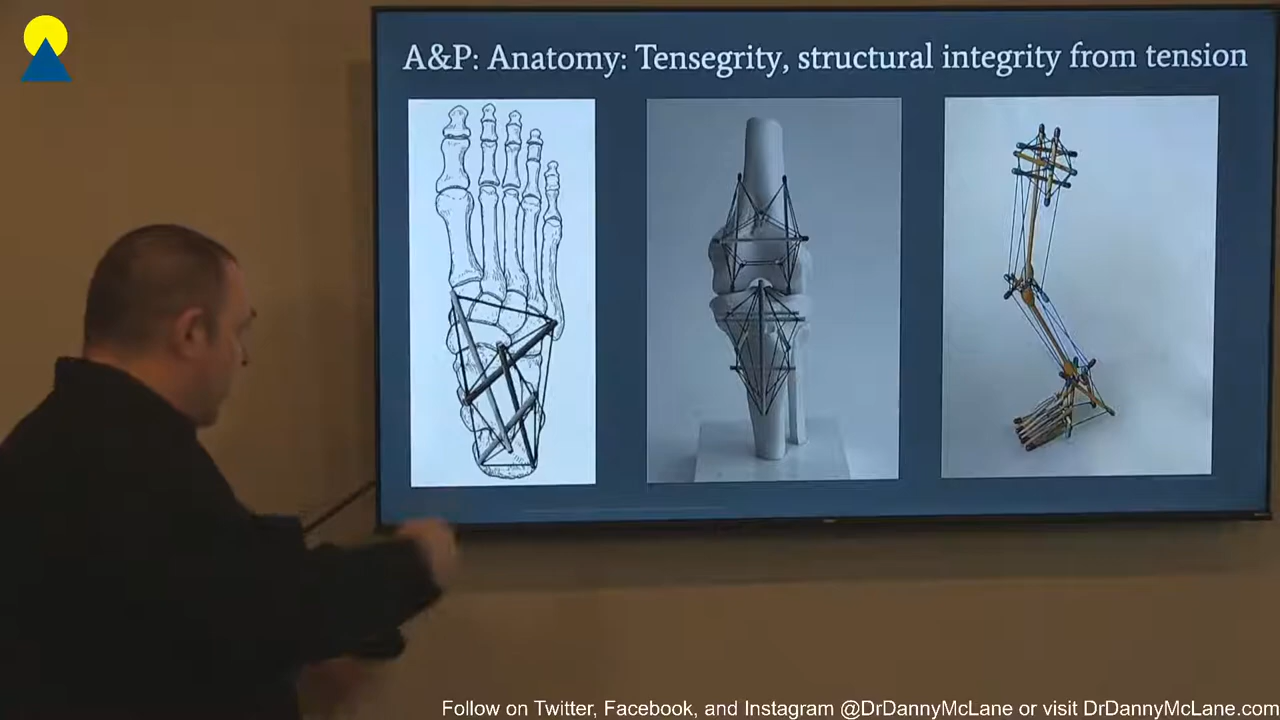 A&P: Anatomy: Tensegrity, structural integrity from tension
Follow on Twitter, Facebook, and Instagram @DrDannyMcLane or visit DrDannyMcLane.com